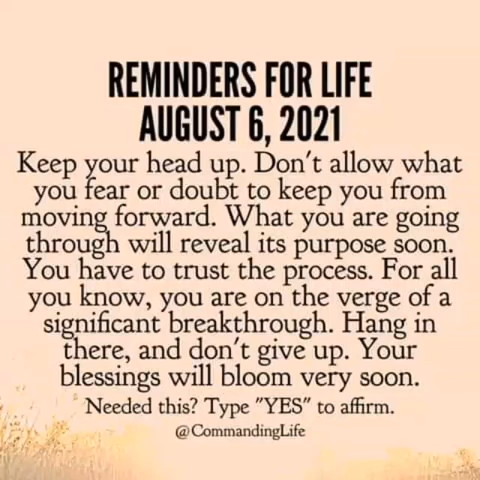 REMINDERS FOR LIFE
AUGUST 6, 2021
Keep your head up. Don't allow what
you fear or doubt to keep you from
moving forward. What you are going
through will reveal its purpose soon.
You have to trust the process. For all
you know, you are on the verge of a
significant breakthrough. Hang in
there, and don't give up. Your
blessings will bloom very soon.
Needed this? Type "YES" to affirm.
@CommandingLife